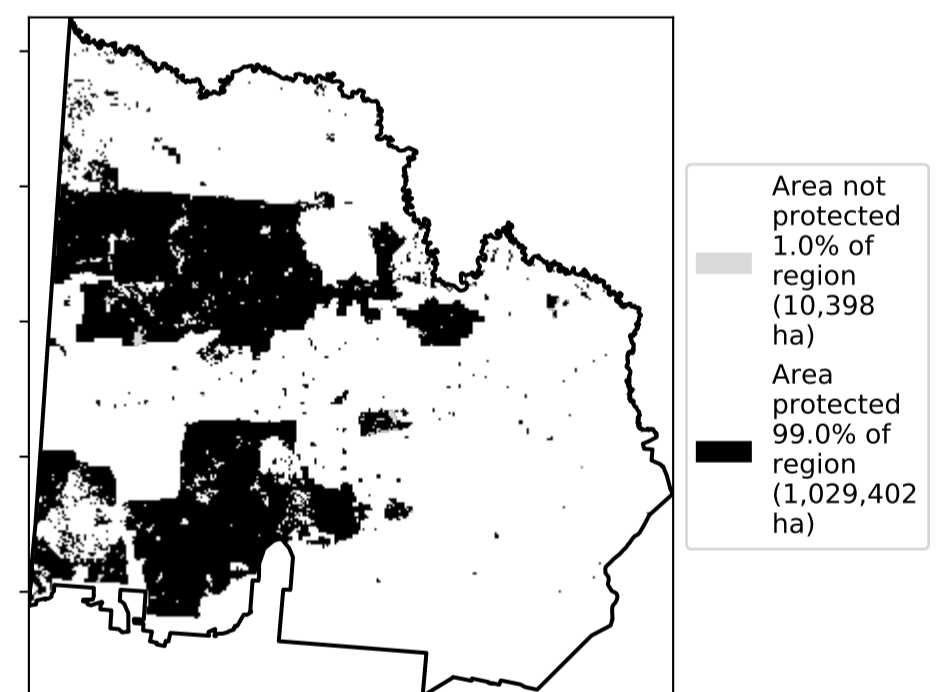 Area not
protected
1.0% of
region
(10,398
ha)
Area
protected
99.0% of
region
(1,029,402
ha)